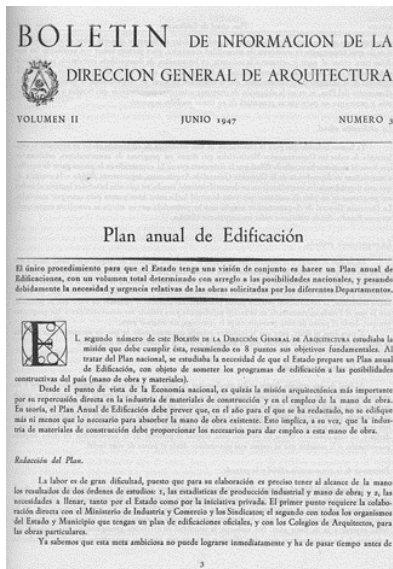 BOLETIN DE INFORMACION DE LA
DIRECCION GENERAL DE ARQUITECTURA
VOLUMEN II JUNIO 1947 NUMERO 3
Plan anual de Edificación
El único procedimiento para que el Estado tenga una visión de conjunto es hacer un Plan anual de
Edificaciones, con un volumen total determinado con arreglo a las posibilidades nacionales, y pesando
debidamente la necesidad y urgencia relativas de las obras solicitadas por los diferentes Departamentos.
EL segundo número de este BOLETIN DE LA DIRECCIÓN GENERAL DE ARQUITECTURA estudiaba la
misión que debe cumplir ésta, resumiendo en 8 puntos sus objetivos fundamentales. Al
tratar del Plan nacional, se estudiaba la necesidad de que el Estado prepare un Plan anual
de Edificación, con objeto de someter los programas de edificación a las posibilidades
constructivas del país (mano de obra y materiales).
Desde el punto de vista de la Economía nacional, es quizás la misión arquitectónica más importante
por su repercusión directa en la industria de materiales de construcción y en el empleo de la mano de obra.
En teoría, el Plan Anual de Edificación debe prever que, en el año para el que se ha redactado, no se edifique
más ni menos que lo necesario para absorber la mano de obra existente. Esto implica, a su vez, que la indus-
tria de materiales de construcción debe proporcionar los necesarios para dar empleo a esta mano de obra.
Redacción del Plan.
La labor es de gran dificultad, puesto que para su elaboración es preciso tener al alcance de la mano
los resultados de dos órdenes de estudios: 1, las estadísticas de producción industrial y mano de obra; y 2, las
necesidades a llenar, tanto por el Estado como por la iniciativa privada. El primer punto requiere la colabo-
ración directa con el Ministerio de Industria y Comercio y los Sindicatos; el segundo con todos los organismos
del Estado y Municipio que tengan un plan de edificaciones oficiales, y con los Colegios de Arquitectos, para
las obras particulares.
Ya sabemos que esta meta ambiciosa no puede lograrse inmediatamente y ha de pasar tiempo antes de
3